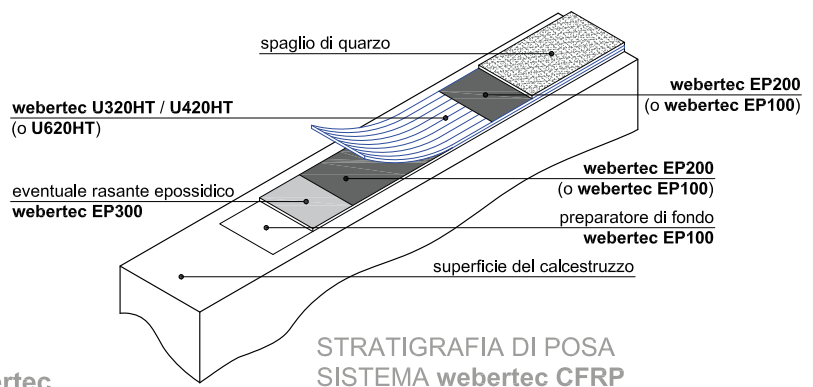 spaglio di quarzo
webertec U320HT / U420HT
(o U620HT)
webertec EP200
(o webertec EP100)
webertec EP200
(o webertec EP100)
eventuale rasante epossidico
webertec EP300
preparatore di fondo
webertec EP100
superficie del calcestruzzo
STRATIGRAFIA DI POSA
SISTEMA webertec CFRP